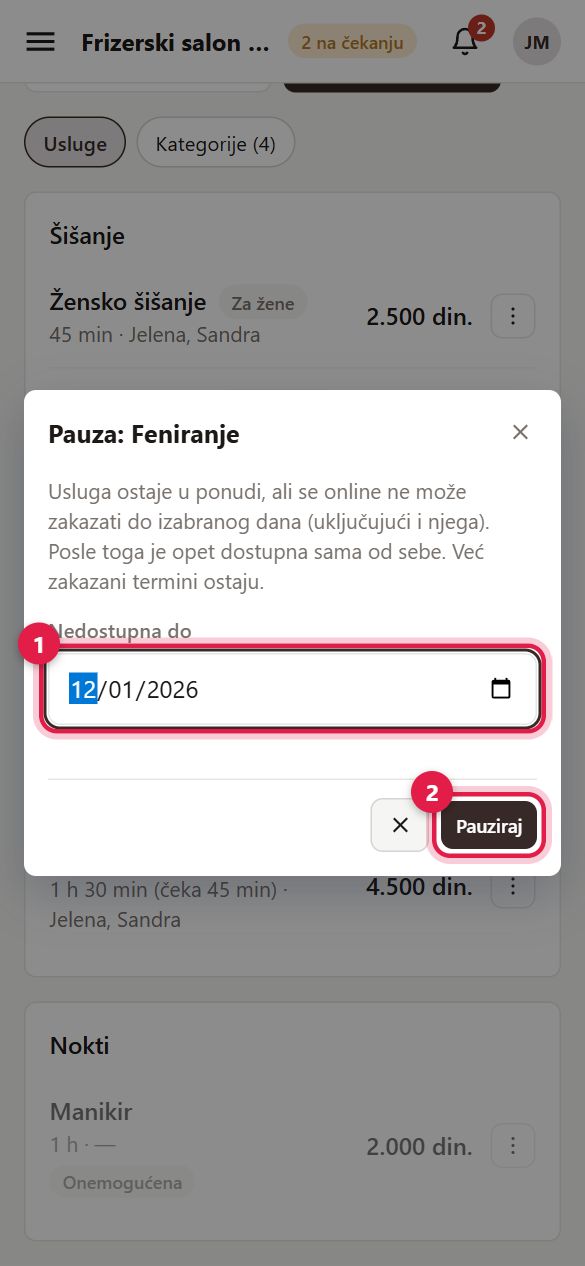 Frizerski salon ...
2 na čekanju
2
JM
Usluge
Kategorije (4)
Šišanje
Žensko šišanje
Za žene
2.500 din.
45 min · Jelena, Sandra
Pauza: Feniranje
Usluga ostaje u ponudi, ali se online ne može
zakazati do izabranog dana (uključujući i njega).
Posle toga je opet dostupna sama od sebe. Već
zakazani termini ostaju.
Nedostupna do
1
12/01/2026
2
Pauziraj
1 h 30 min (čeka 45 min) ·
Jelena, Sandra
4.500 din.
Nokti
Manikir
1 h · —
2.000 din.
Onemogućena